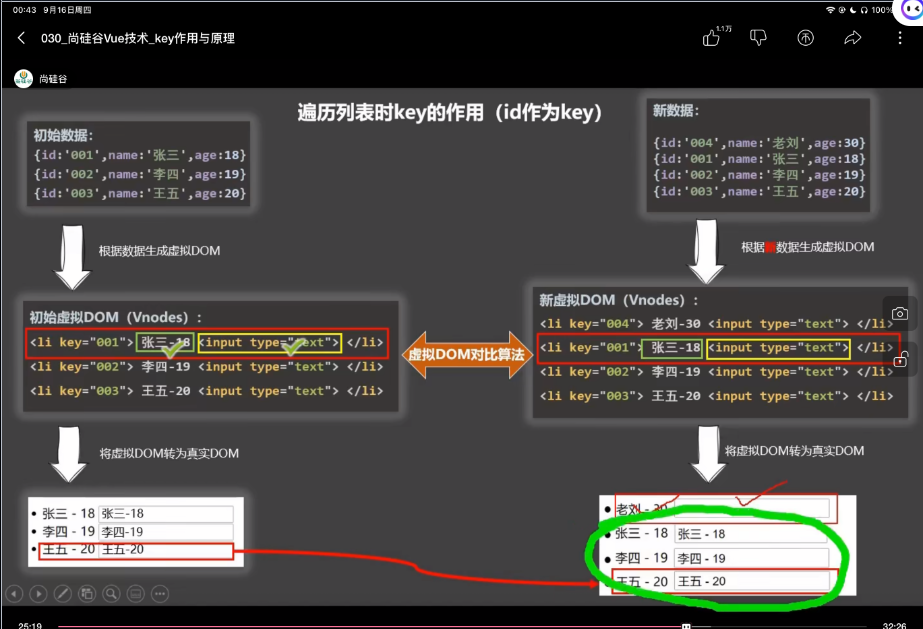 00:43 9月16日周四
100%
030_尚硅谷Vue技术_key作用与原理
1.1万
尚硅谷
遍历列表时key的作用（id作为key）
初始数据：
{id:'001',name:'张三',age:18}
{id:'002',name:'李四',age:19}
{id:'003',name:'王五',age:20}
新数据：
{id:'004',name:'老刘',age:30}
{id:'001',name:'张三',age:18}
{id:'002',name:'李四',age:19}
{id:'003',name:'王五',age:20}
根据数据生成虚拟DOM
根据数据生成虚拟DOM
初始虚拟DOM（Vnodes）：
<li key="001"> 张三-18 <input type="text"> </li>
<li key="002"> 李四-19 <input type="text"> </li>
<li key="003"> 王五-20 <input type="text"> </li>
虚拟DOM对比算法
新虚拟DOM（Vnodes）：
<li key="004"> 老刘-30 <input type="text"> </li>
<li key="001"> 张三-18 <input type="text"> </li>
<li key="002"> 李四-19 <input type="text"> </li>
<li key="003"> 王五-20 <input type="text"> </li>
将虚拟DOM转为真实DOM
将虚拟DOM转为真实DOM
张三 - 18 张三-18
李四 - 19 李四-19
王五 - 20 王五-20
老刘 - 30
张三 - 18 张三 - 18
李四 - 19 李四 - 19
王五 - 20 王五 - 20
25:19
32:26